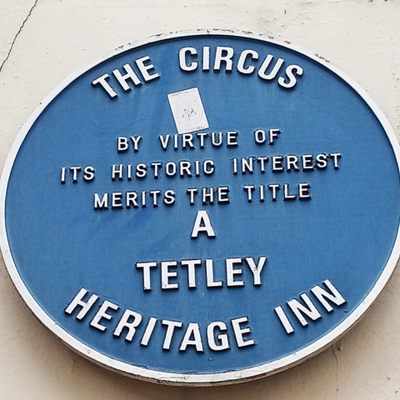 THE CIRCUS
BY VIRTUE OF
ITS HISTORIC INTEREST
MERITS THE TITLE
A
TETLEY
HERITAGE INN